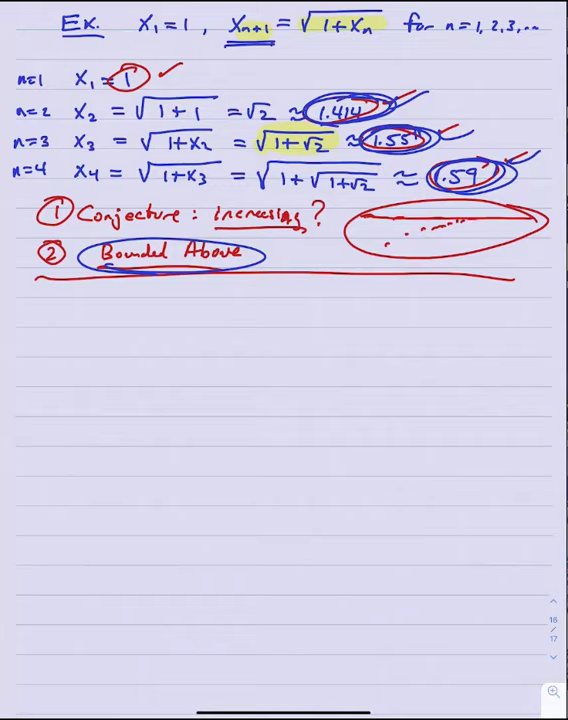 Ex. X₁ = 1 , Xₙ₊₁ = √(1+Xₙ) for n = 1, 2, 3, ...
n=1 X₁ = 1
n=2 X₂ = √(1+1) = √2 ≈ 1.414
n=3 X₃ = √(1+X₂) = √(1+√2) ≈ 1.55
n=4 X₄ = √(1+X₃) = √(1+√(1+√2)) ≈ 1.59
① Conjecture : increasing ?
② Bounded Above
16
/
17